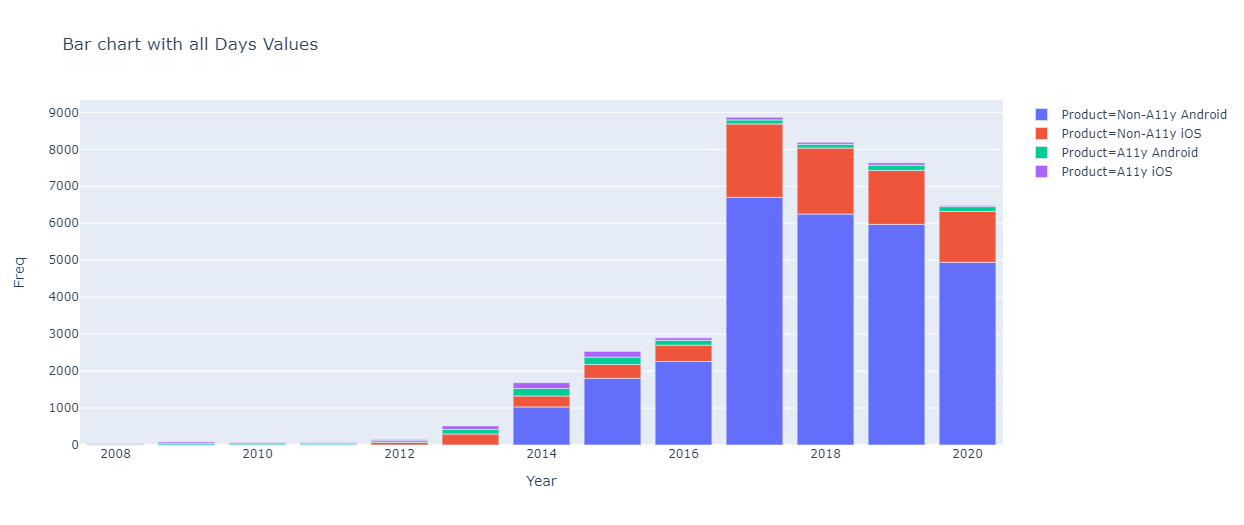 Bar chart with all Days Values
9000
8000
7000
6000
5000
4000
3000
2000
1000
0
Freq
2008 2010 2012 2014 2016 2018 2020
Year
Product=Non-A11y Android
Product=Non-A11y iOS
Product=A11y Android
Product=A11y iOS